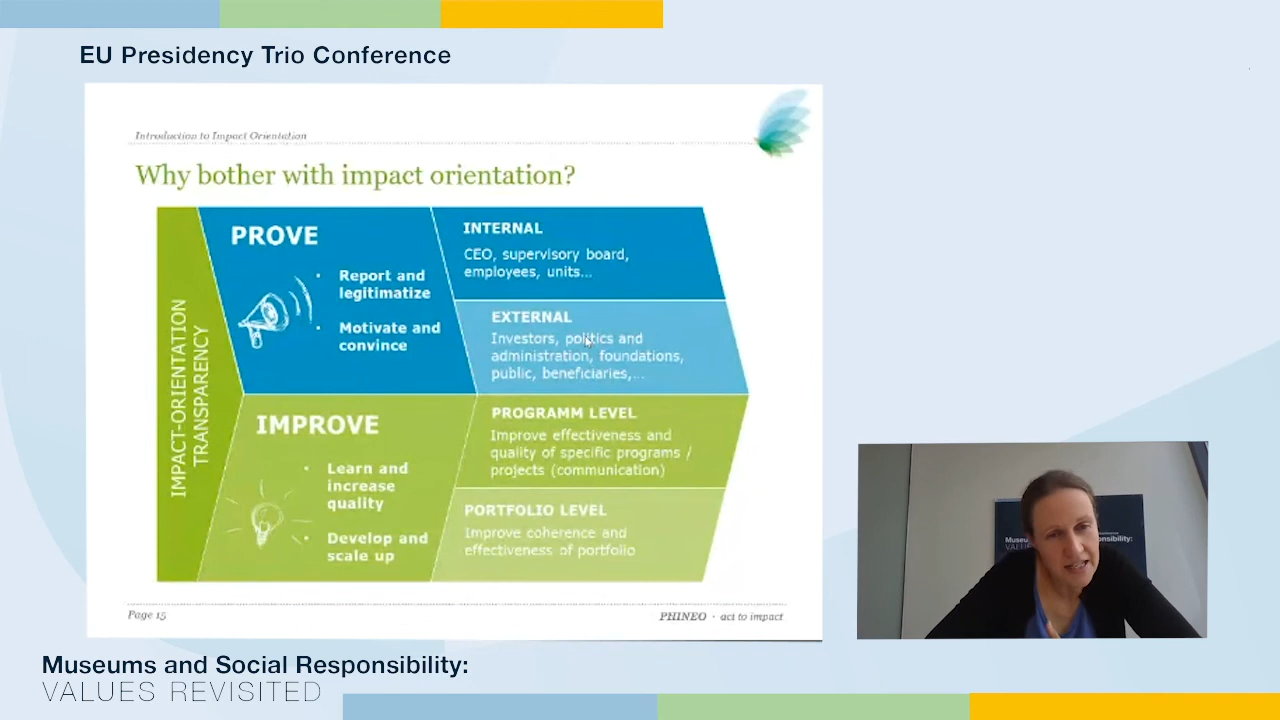 EU Presidency Trio Conference
Introduction to Impact Orientation
Why bother with impact orientation?
IMPACT-ORIENTATION
TRANSPARENCY
PROVE
• Report and
legitimatize
• Motivate and
convince
INTERNAL
CEO, supervisory board,
employees, units...
EXTERNAL
Investors, politics and
administration, foundations,
public, beneficiaries,...
IMPROVE
• Learn and
increase
quality
• Develop and
scale up
PROGRAMM LEVEL
Improve effectiveness and
quality of specific programs /
projects (communication)
PORTFOLIO LEVEL
Improve coherence and
effectiveness of portfolio
Page 15
PHINEO · act to impact
Museums and Social Responsibility:
VALUES REVISITED